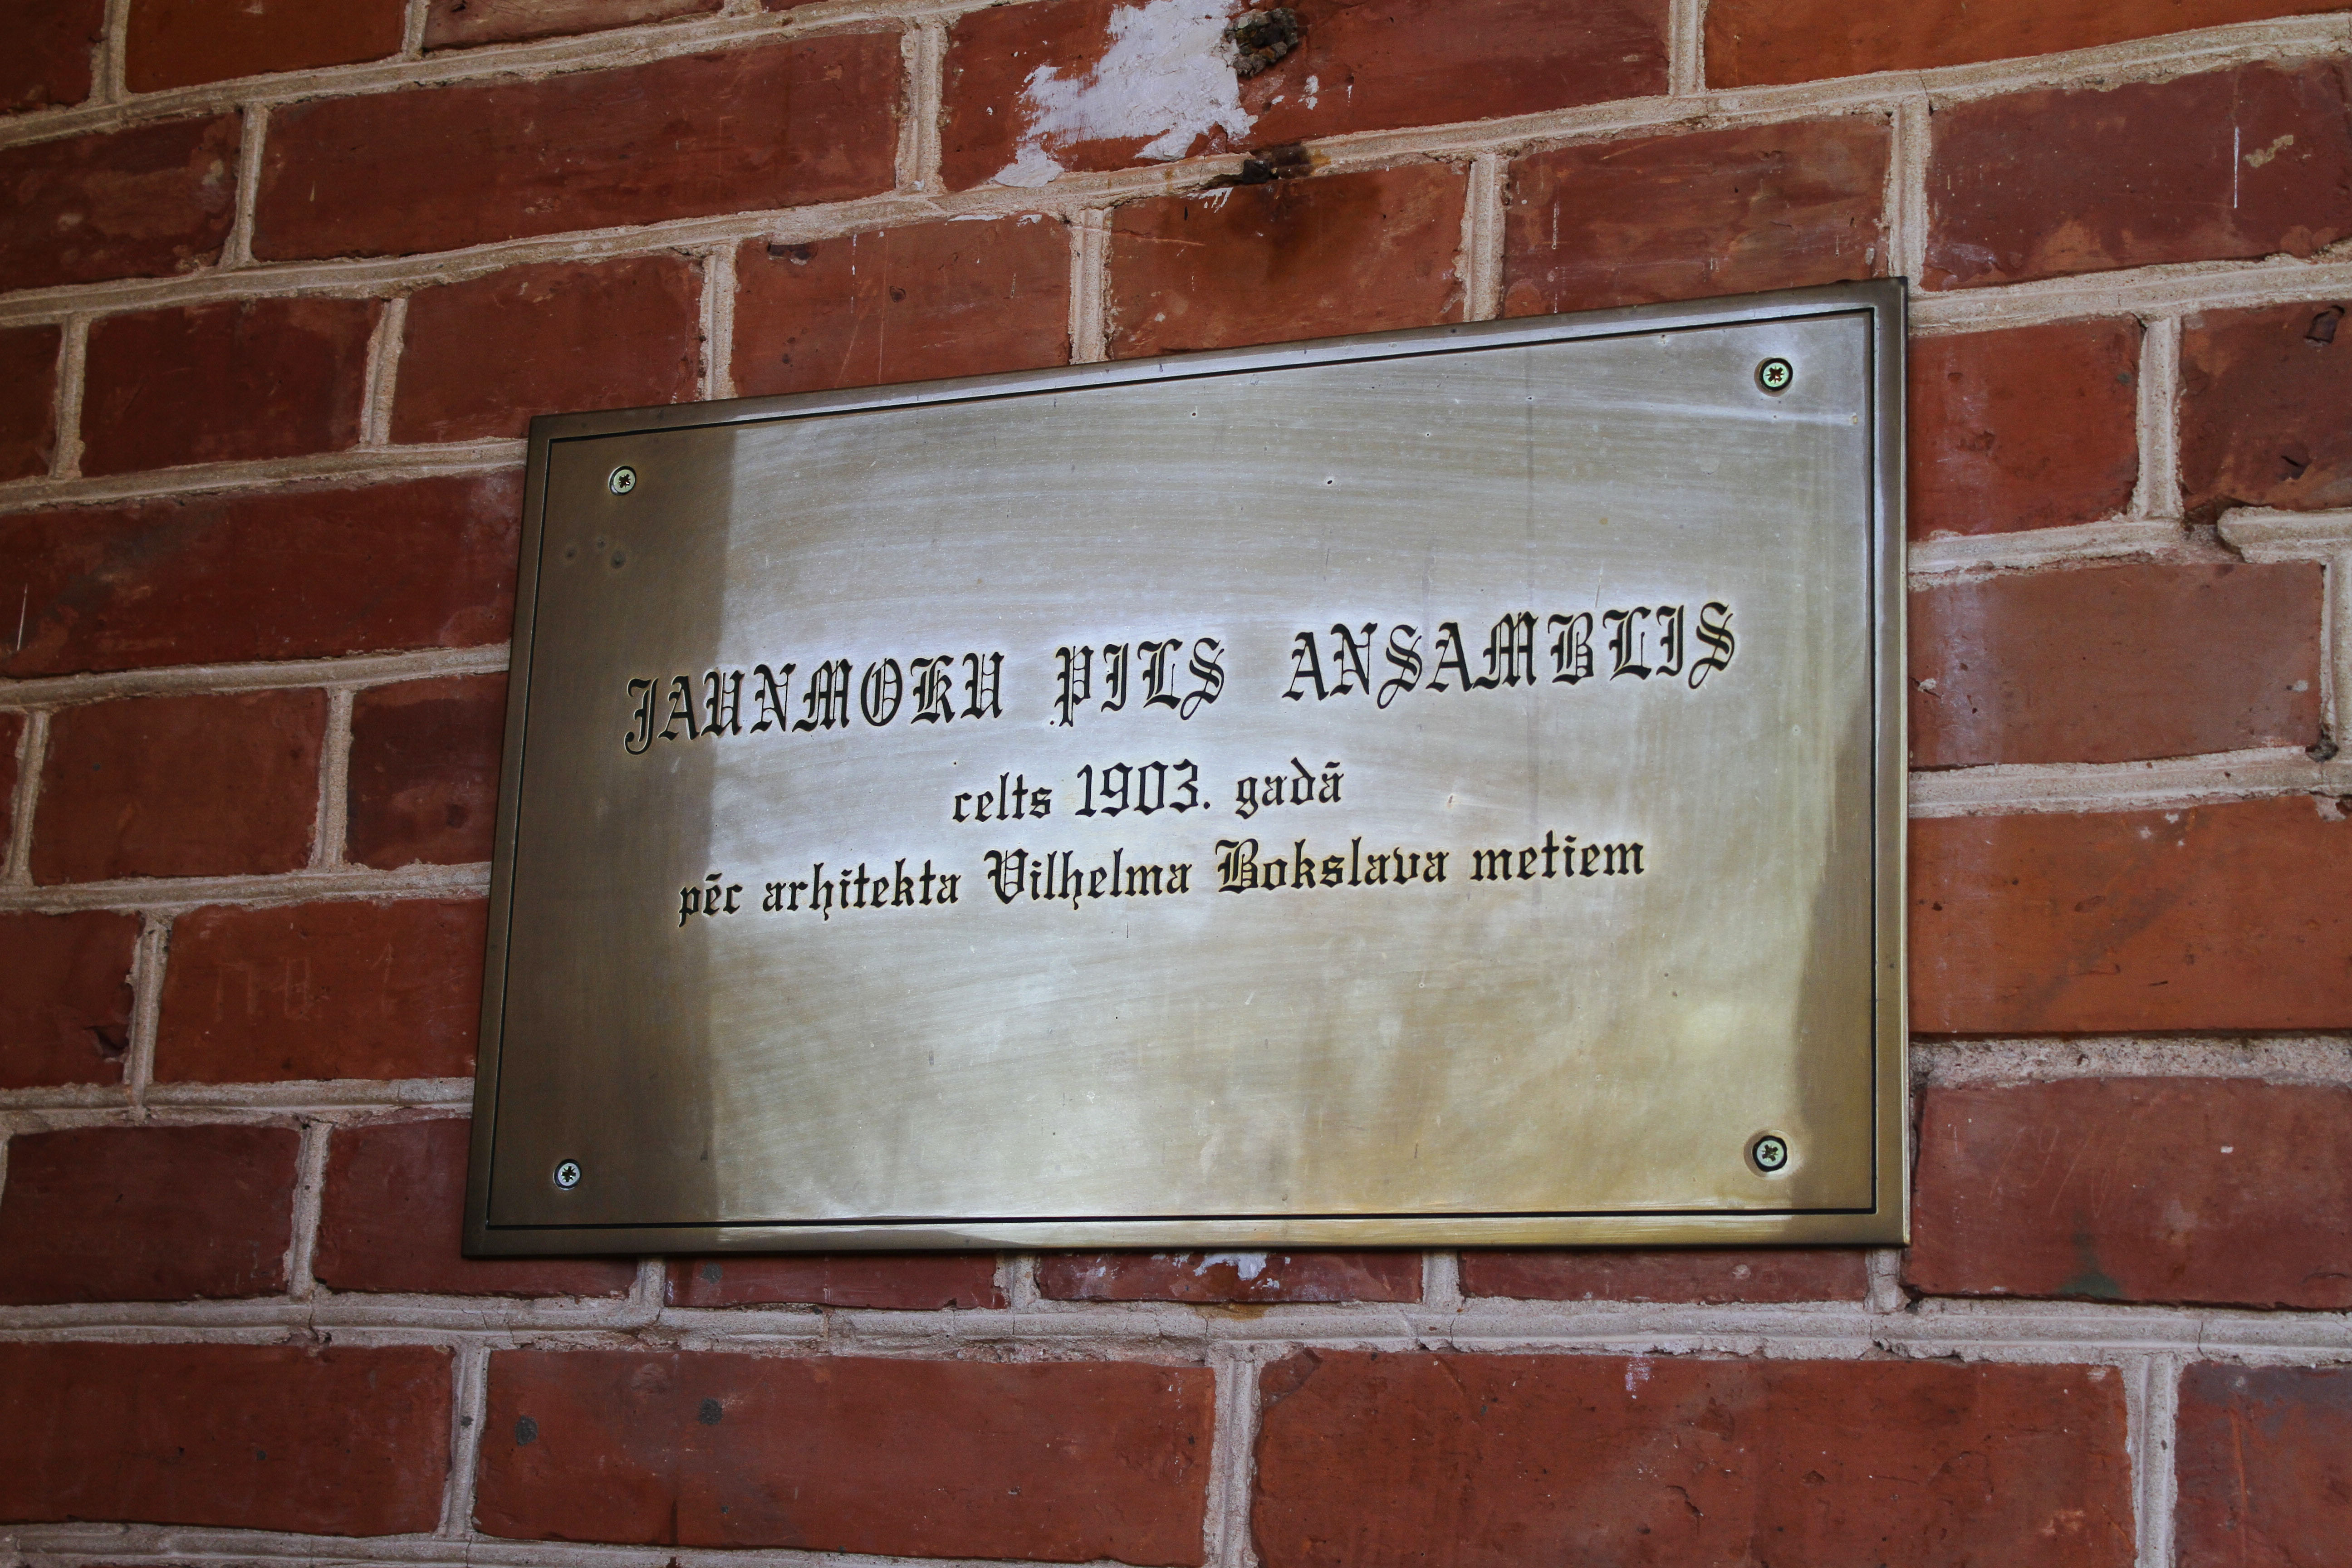 JAUNMOKU PILS ANSAMBLIS
celts 1903. gadā
pēc arhitekta Vilhelma Bokslava metiem